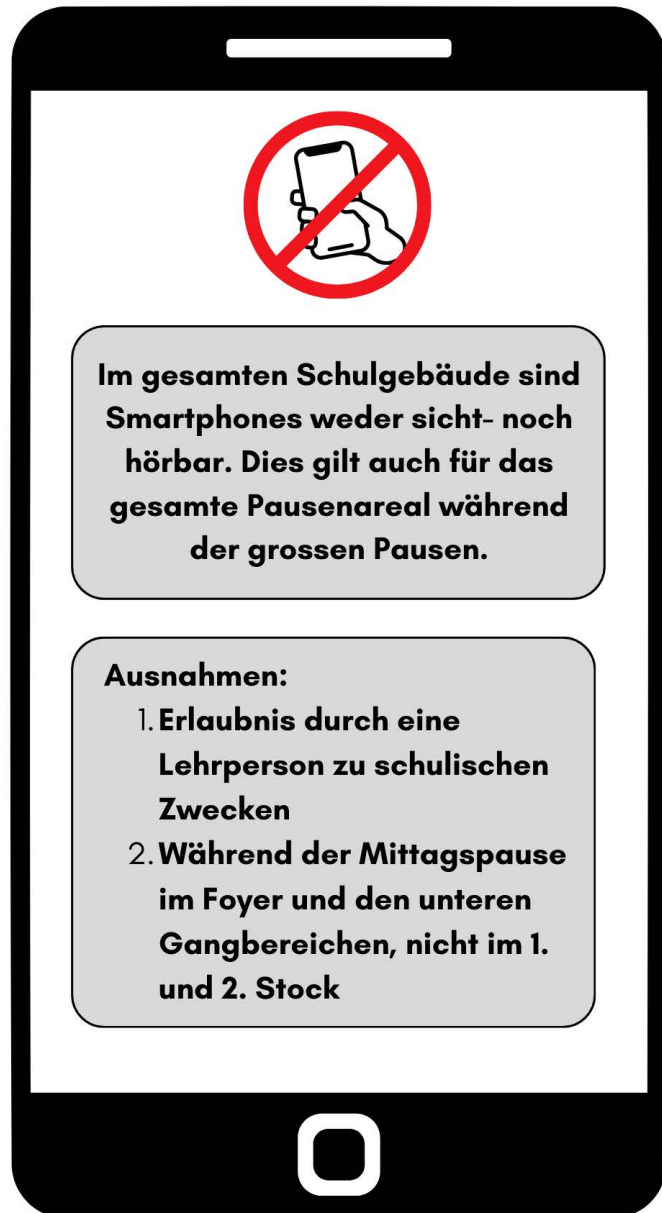 Im gesamten Schulgebäude sind
Smartphones weder sicht- noch
hörbar. Dies gilt auch für das
gesamte Pausenareal während
der grossen Pausen.
Ausnahmen:
1. Erlaubnis durch eine
Lehrperson zu schulischen
Zwecken
2. Während der Mittagspause
im Foyer und den unteren
Gangbereichen, nicht im 1.
und 2. Stock